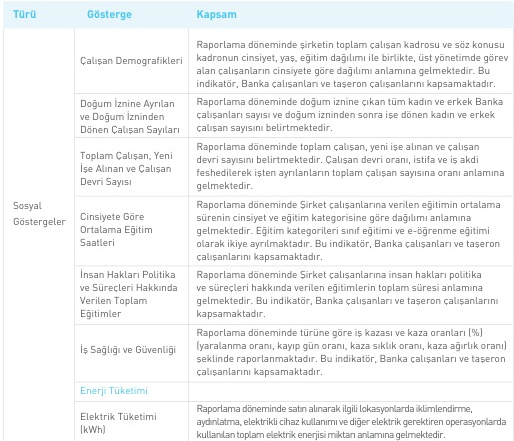 Türü Gösterge Kapsam
Çalışan Demografikleri
Raporlama döneminde şirketin toplam çalışan kadrosu ve söz konusu
kadronun cinsiyet, yaş, eğitim dağılımı ile birlikte, üst yönetimde görev
alan çalışanların cinsiyete göre dağılımı anlamına gelmektedir. Bu
indikatör, Banka çalışanları ve taşeron çalışanlarını kapsamaktadır.
Doğum İznine Ayrılan
ve Doğum İzninden
Dönen Çalışan Sayıları
Raporlama döneminde doğum iznine çıkan tüm kadın ve erkek Banka
çalışanları sayısı ve doğum izninden sonra işe dönen kadın ve erkek
çalışan sayısını belirtmektedir.
Toplam Çalışan, Yeni
İşe Alınan ve Çalışan
Devri Sayısı
Raporlama döneminde toplam çalışan, yeni işe alınan ve çalışan
devri sayısını belirtmektedir. Çalışan devri oranı, istifa ve iş akdi
feshedilerek işten ayrılanların toplam çalışan sayısına oranı anlamına
gelmektedir.
Sosyal
Göstergeler
Cinsiyete Göre
Ortalama Eğitim
Saatleri
Raporlama döneminde Şirket çalışanlarına verilen eğitimin ortalama
sürenin cinsiyet ve eğitim kategorisine göre dağılımı anlamına
gelmektedir. Eğitim kategorileri sınıf eğitimi ve e-öğrenme eğitimi
olarak ikiye ayrılmaktadır. Bu indikatör, Banka çalışanları ve taşeron
çalışanlarını kapsamaktadır.
İnsan Hakları Politika
ve Süreçleri Hakkında
Verilen Toplam
Eğitimler
Raporlama döneminde Şirket çalışanlarına insan hakları politika
ve süreçleri hakkında verilen eğitimlerin toplam süresi anlamına
gelmektedir. Bu indikatör, Banka çalışanları ve taşeron çalışanlarını
kapsamaktadır.
İş Sağlığı ve Güvenliği
Raporlama döneminde türüne göre iş kazası ve kaza oranları (%)
(yaralanma oranı, kayıp gün oranı, kaza sıklık oranı, kaza ağırlık oranı)
şeklinde raporlanmaktadır. Bu indikatör, Banka çalışanları ve taşeron
çalışanlarını kapsamaktadır.
Enerji Tüketimi
Elektrik Tüketimi
(kWh)
Raporlama döneminde satın alınarak ilgili lokasyonlarda iklimlendirme,
aydınlatma, elektrikli cihaz kullanımı ve diğer elektrik gerektiren operasyonlarda
kullanılan toplam elektrik enerjisi miktarı anlamına gelmektedir.